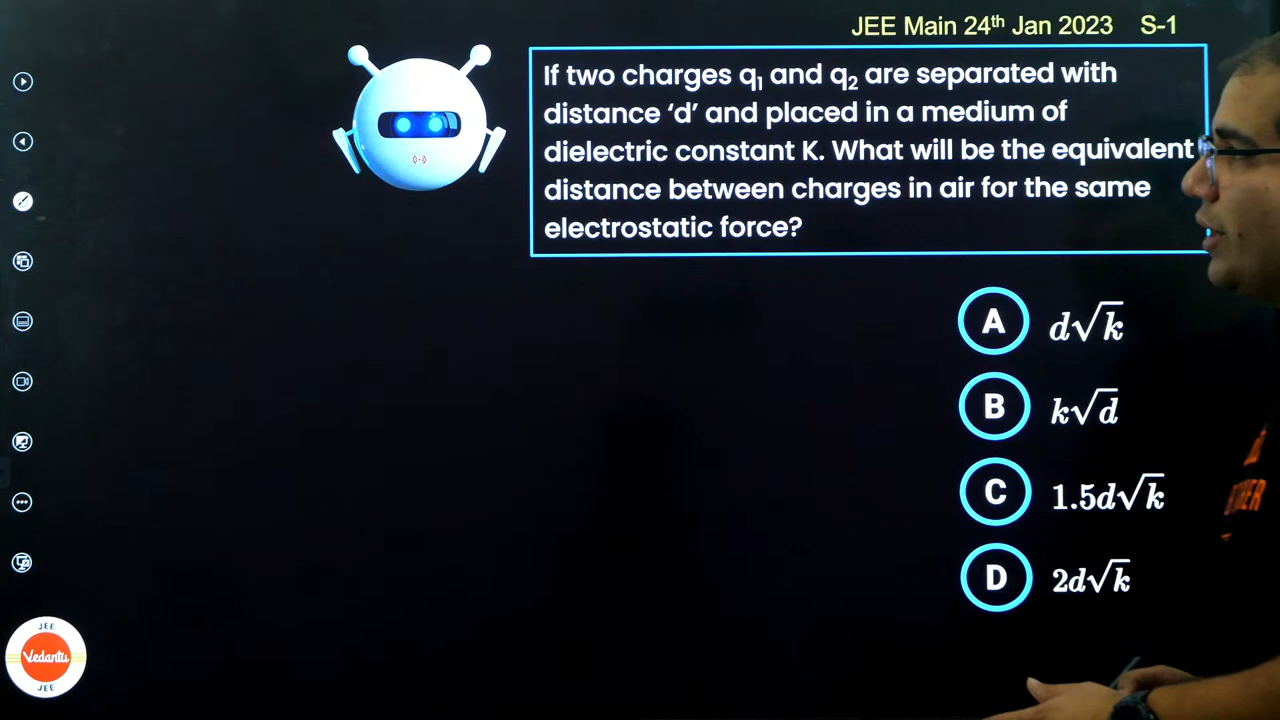 JEE Main 24th Jan 2023 S-1
If two charges q₁ and q₂ are separated with
distance ‘d’ and placed in a medium of
dielectric constant K. What will be the equivalent
distance between charges in air for the same
electrostatic force?
A d√k
B k√d
C 1.5d√k
D 2d√k
JEE
Vedantu
JEE